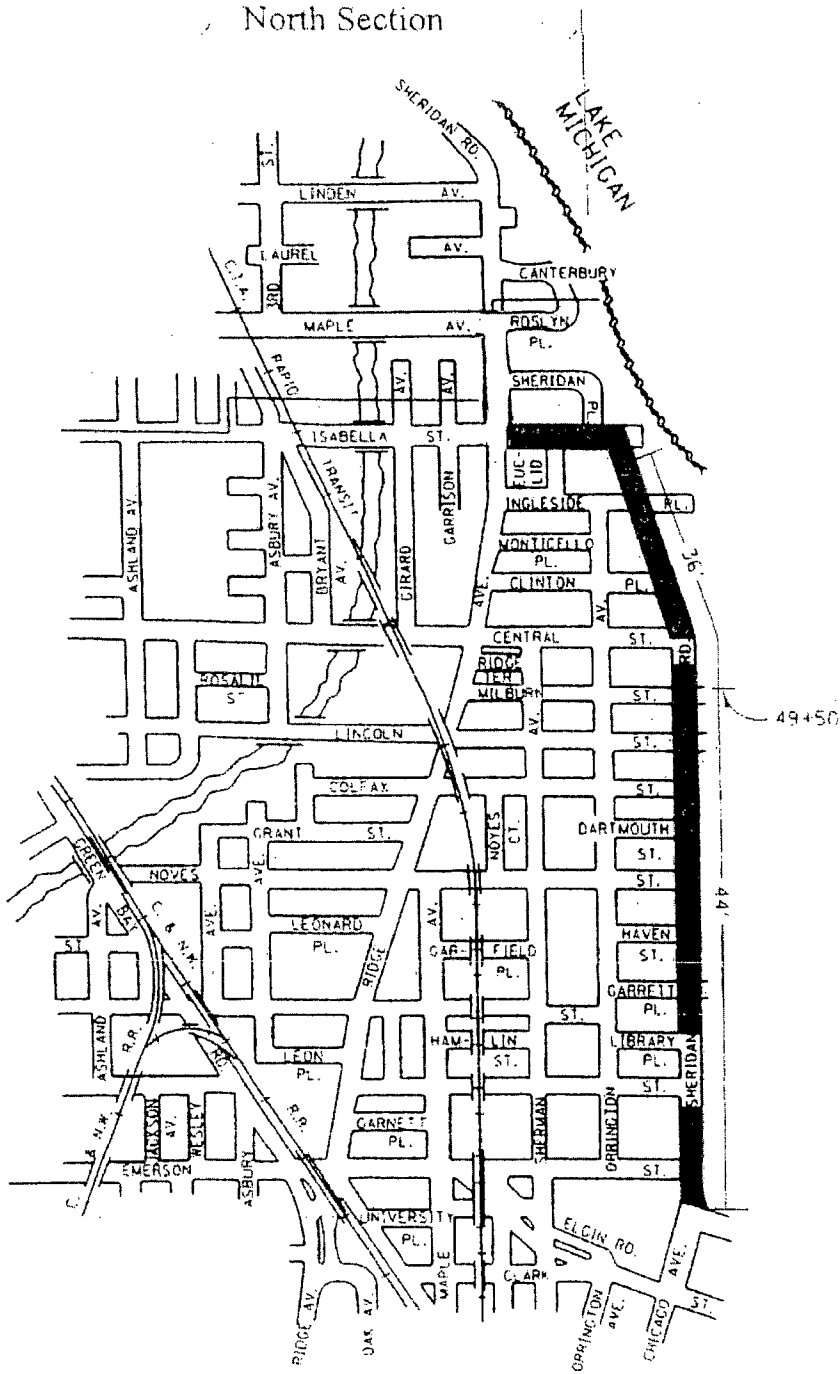 North Section
LAKE
MICHIGAN
SHERIDAN RD.
ST.
LINDEN AV.
LAUREL AV.
C.T.A.
3RD
CANTERBURY
MAPLE AV.
ROSLYN
PL.
RAPID
AV.
AV.
SHERIDAN
PL.
ISABELLA ST.
TRANSIT
EUC-
LID
ASHLAND AV.
ASBURY AV.
BRYANT
AV.
GIRARD
GARRISON
INGLESIDE PL.
MONTICELLO
PL.
36'
AVE.
CLINTON PL.
AV.
CENTRAL ST.
RD
RIDGE
TER
MILBURN ST.
ROSALIE
ST
49+50
LINCOLN ST.
AV.
COLFAX ST.
GRANT ST.
NOYES
CT.
DARTMOUTH
ST.
GREEN
BAY
RD.
NOYES ST.
AVE.
AVE.
C. & N.W.
R.R.
44'
AV.
ST.
LEONARD
PL.
RIDGE
AV.
GAR- FIELD
PL.
HAVEN
ST.
GARRETT
PL.
ST.
ASHLAND
R.R.
LEON
PL.
HAM- LIN
ST.
LIBRARY
PL.
ST.
SHERIDAN
C. & N.W.
JACKSON
AV.
WESLEY
GARNETT
PL.
SHERMAN
ORRINGTON
EMERSON ST.
ASBURY
UNIVERSITY
PL.
MAPLE
CLARK ST.
ELGIN RD.
RIDGE AV.
OAK AV.
ORRINGTON
AVE.
CHICAGO
AVE.